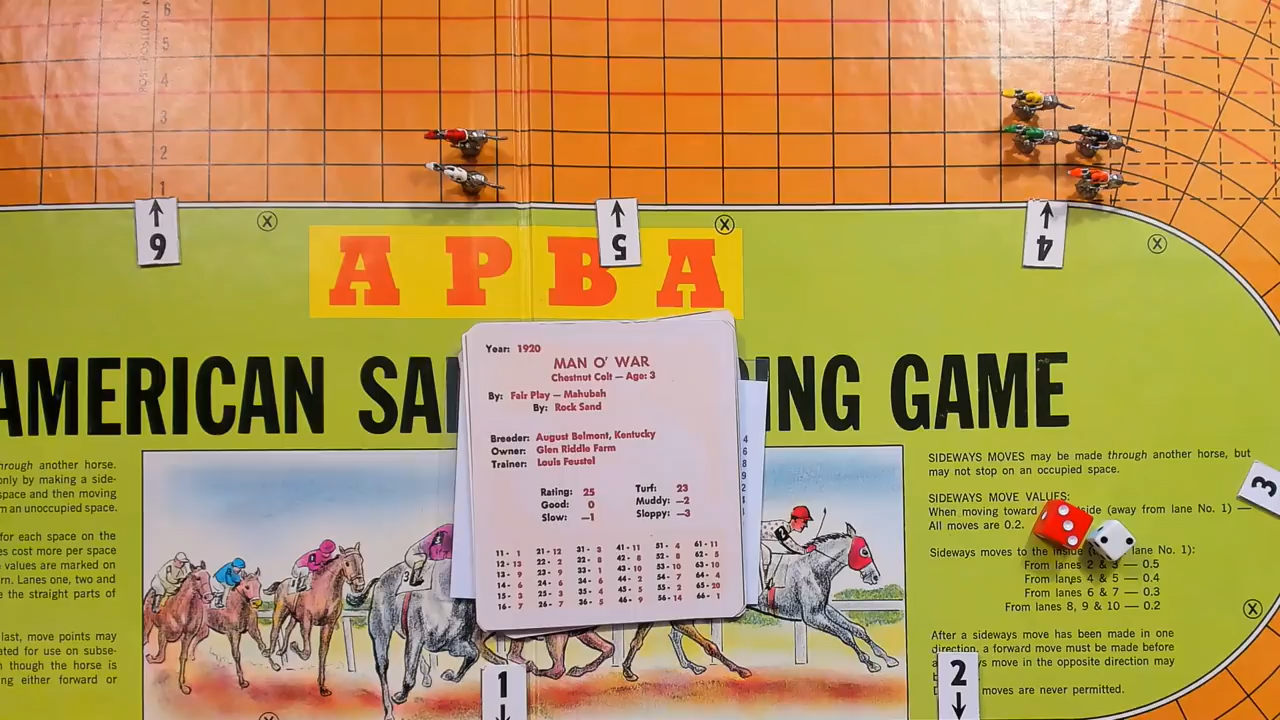 6
5
4
3
2
1
6
5
4
APBA
AMERICAN SA
ING GAME
Year: 1920
MAN O' WAR
Chestnut Colt — Age: 3
By: Fair Play — Mahubah
By: Rock Sand
Breeder: August Belmont, Kentucky
Owner: Glen Riddle Farm
Trainer: Louis Feustel
Rating: 25 Turf: 23
Good: 0 Muddy: —2
Slow: —1 Sloppy: —3
11 - 1 21 - 12 31 - 3 41 - 11 51 - 4 61 - 11
12 - 13 22 - 2 32 - 8 42 - 8 52 - 8 62 - 5
13 - 9 23 - 9 33 - 1 43 - 10 53 - 10 63 - 10
14 - 6 24 - 6 34 - 6 44 - 2 54 - 7 64 - 4
15 - 3 25 - 3 35 - 4 45 - 5 55 - 2 65 - 20
16 - 7 26 - 7 36 - 5 46 - 9 56 - 14 66 - 1
hrough another horse.
only by making a side-
space and then moving
an unoccupied space.
for each space on the
es cost more per space
values are marked on
rn. Lanes one, two and
e the straight parts of
last, move points may
ated for use on subse-
though the horse is
ng either forward or
SIDEWAYS MOVES may be made through another horse, but
may not stop on an occupied space.
SIDEWAYS MOVE VALUES:
When moving toward side (away from lane No. 1) —
All moves are 0.2.
Sideways moves to the inside lane No. 1):
From lanes 2 & 3 — 0.5
From lanes 4 & 5 — 0.4
From lanes 6 & 7 — 0.3
From lanes 8, 9 & 10 — 0.2
After a sideways move has been made in one
direction, a forward move must be made before
move in the opposite direction may
moves are never permitted.
3
1
2